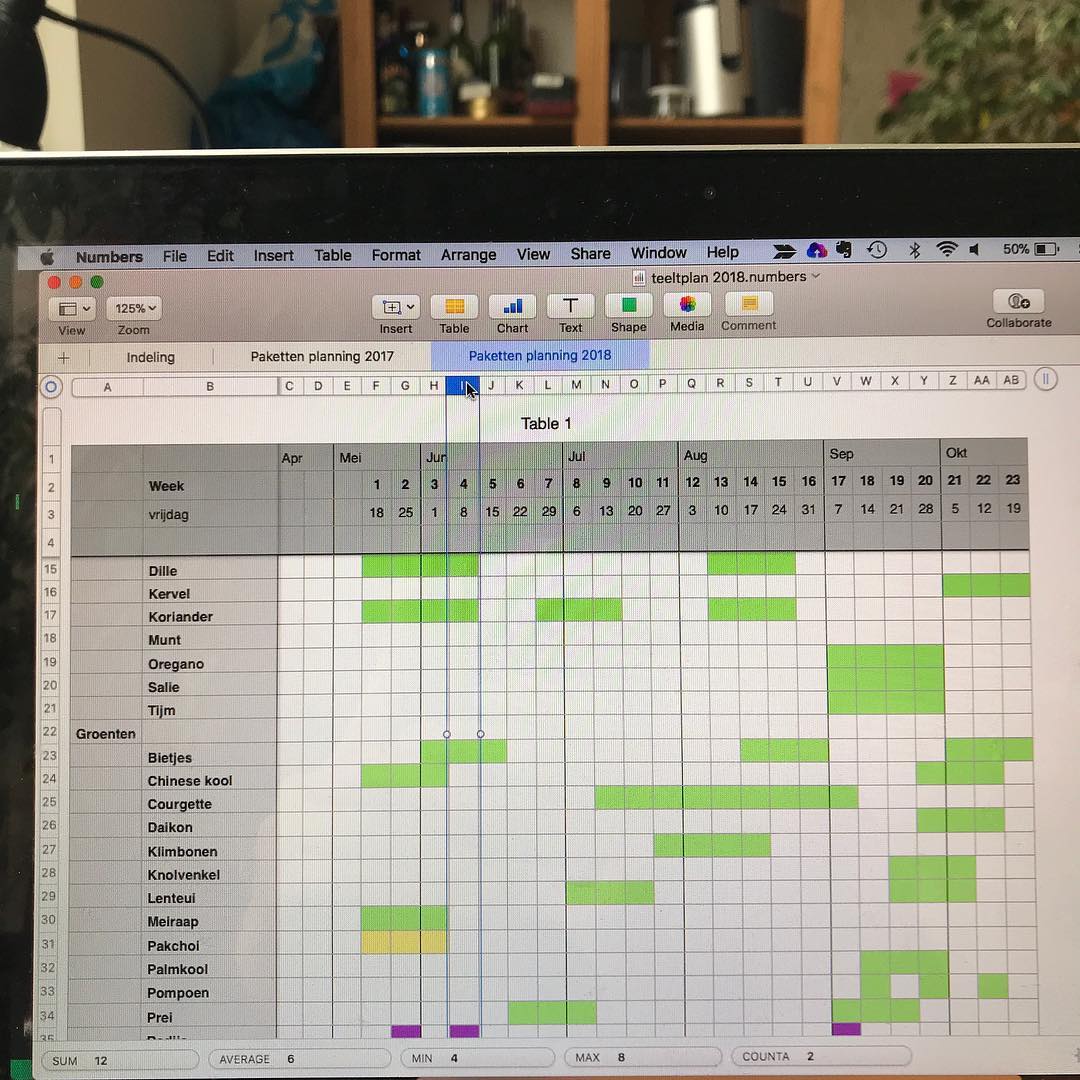 Numbers File Edit Insert Table Format Arrange View Share Window Help 50%
teeltplan 2018.numbers
125%
View Zoom Insert Table Chart Text Shape Media Comment Collaborate
Indeling Paketten planning 2017 Paketten planning 2018
A B C D E F G H I J K L M N O P Q R S T U V W X Y Z AA AB
Table 1
1 Apr Mei Jun Jul Aug Sep Okt
2 Week 1 2 3 4 5 6 7 8 9 10 11 12 13 14 15 16 17 18 19 20 21 22 23
3 vrijdag 18 25 1 8 15 22 29 6 13 20 27 3 10 17 24 31 7 14 21 28 5 12 19
4
15 Dille
16 Kervel
17 Koriander
18 Munt
19 Oregano
20 Salie
21 Tijm
22 Groenten
23 Bietjes
24 Chinese kool
25 Courgette
26 Daikon
27 Klimbonen
28 Knolvenkel
29 Lenteui
30 Meiraap
31 Pakchoi
32 Palmkool
33 Pompoen
34 Prei
35
SUM 12 AVERAGE 6 MIN 4 MAX 8 COUNTA 2